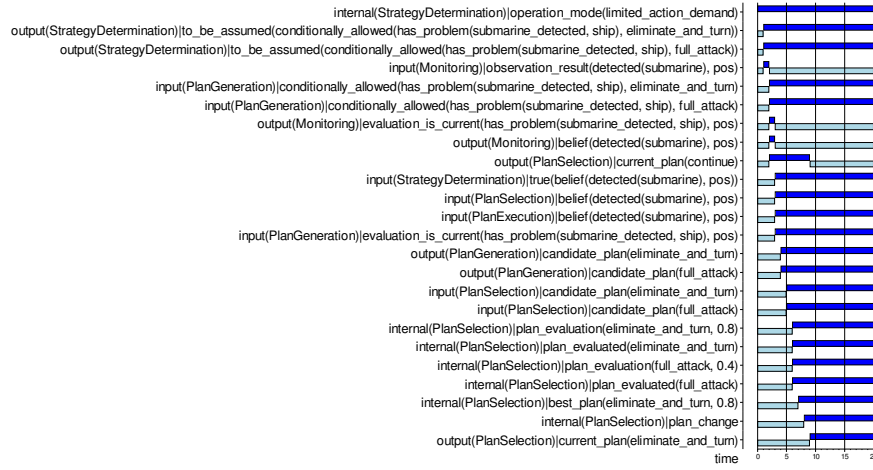 internal(StrategyDetermination)|operation_mode(limited_action_demand)
output(StrategyDetermination)|to_be_assumed(conditionally_allowed(has_problem(submarine_detected, ship), eliminate_and_turn))
output(StrategyDetermination)|to_be_assumed(conditionally_allowed(has_problem(submarine_detected, ship), full_attack))
input(Monitoring)|observation_result(detected(submarine), pos)
input(PlanGeneration)|conditionally_allowed(has_problem(submarine_detected, ship), eliminate_and_turn)
input(PlanGeneration)|conditionally_allowed(has_problem(submarine_detected, ship), full_attack)
output(Monitoring)|evaluation_is_current(has_problem(submarine_detected, ship), pos)
output(Monitoring)|belief(detected(submarine), pos)
output(PlanSelection)|current_plan(continue)
input(StrategyDetermination)|true(belief(detected(submarine), pos))
input(PlanSelection)|belief(detected(submarine), pos)
input(PlanExecution)|belief(detected(submarine), pos)
input(PlanGeneration)|evaluation_is_current(has_problem(submarine_detected, ship), pos)
output(PlanGeneration)|candidate_plan(eliminate_and_turn)
output(PlanGeneration)|candidate_plan(full_attack)
input(PlanSelection)|candidate_plan(eliminate_and_turn)
input(PlanSelection)|candidate_plan(full_attack)
internal(PlanSelection)|plan_evaluation(eliminate_and_turn, 0.8)
internal(PlanSelection)|plan_evaluated(eliminate_and_turn)
internal(PlanSelection)|plan_evaluation(full_attack, 0.4)
internal(PlanSelection)|plan_evaluated(full_attack)
internal(PlanSelection)|best_plan(eliminate_and_turn, 0.8)
internal(PlanSelection)|plan_change
output(PlanSelection)|current_plan(eliminate_and_turn)
time 0 5 10 15